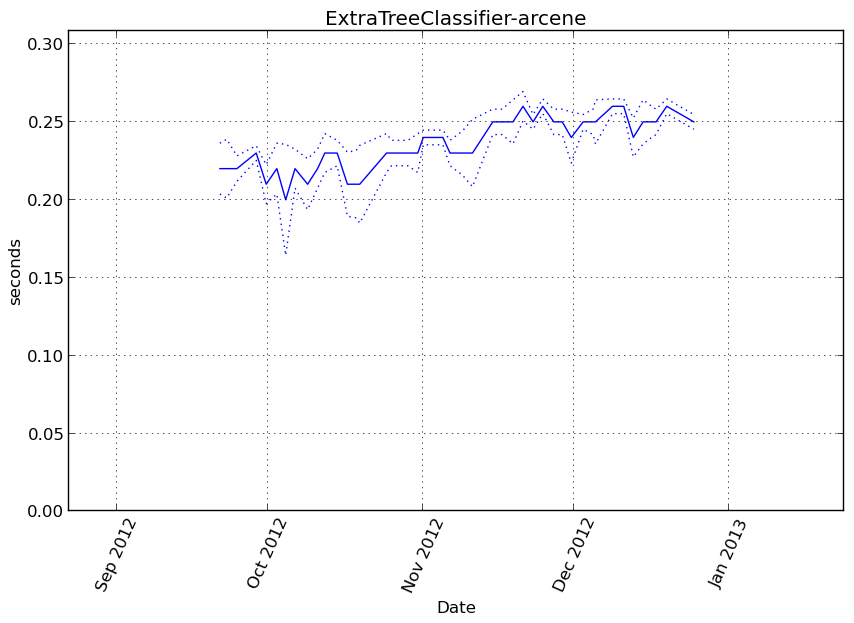 ExtraTreeClassifier-arcene
0.30
0.25
0.20
0.15
0.10
0.05
0.00
seconds
Sep 2012
Oct 2012
Nov 2012
Dec 2012
Jan 2013
Date